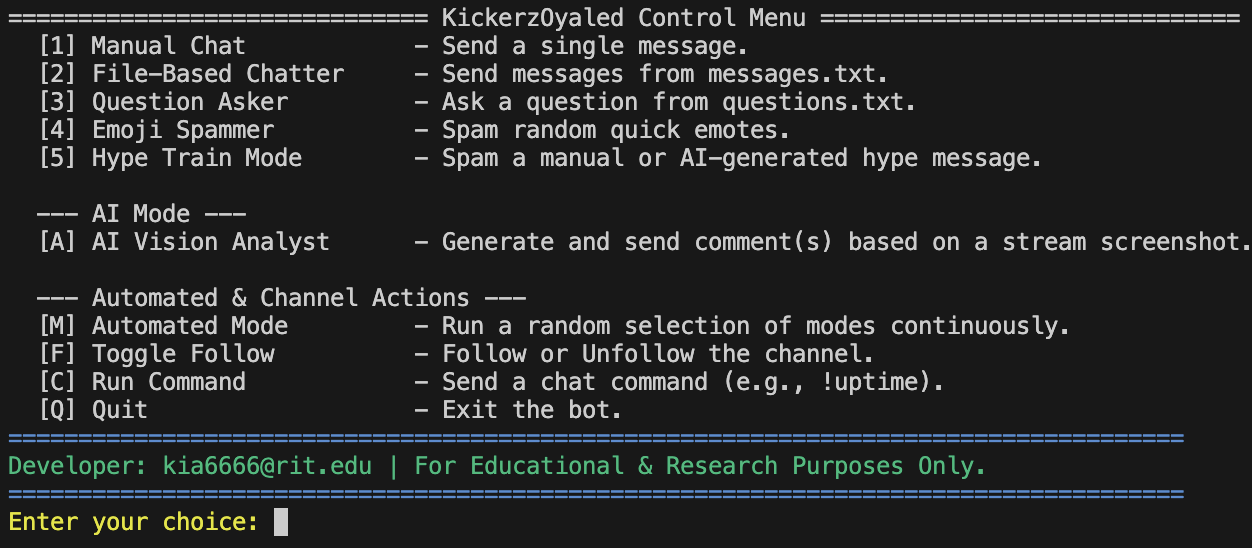 ============================== KickerzOyaled Control Menu ==============================
[1] Manual Chat - Send a single message.
[2] File-Based Chatter - Send messages from messages.txt.
[3] Question Asker - Ask a question from questions.txt.
[4] Emoji Spammer - Spam random quick emotes.
[5] Hype Train Mode - Spam a manual or AI-generated hype message.
--- AI Mode ---
[A] AI Vision Analyst - Generate and send comment(s) based on a stream screenshot.
--- Automated & Channel Actions ---
[M] Automated Mode - Run a random selection of modes continuously.
[F] Toggle Follow - Follow or Unfollow the channel.
[C] Run Command - Send a chat command (e.g., !uptime).
[Q] Quit - Exit the bot.
====================================================================================
Developer: kia6666@rit.edu | For Educational & Research Purposes Only.
====================================================================================
Enter your choice: